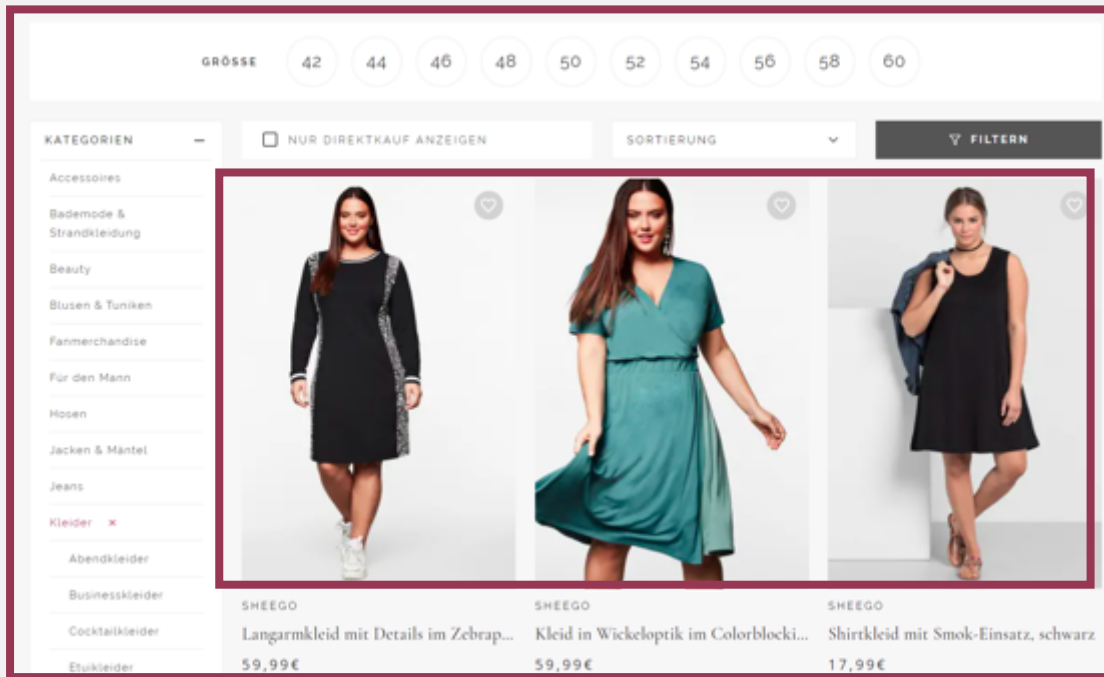 GRÖSSE 42 44 46 48 50 52 54 56 58 60
KATEGORIEN –
NUR DIREKTKAUF ANZEIGEN
SORTIERUNG
FILTERN
Accessoires
Bademode &
Strandkleidung
Beauty
Blusen & Tuniken
Fanmerchandise
Für den Mann
Hosen
Jacken & Mäntel
Jeans
Kleider ×
Abendkleider
Businesskleider
Cocktailkleider
Etuikleider
SHEEGO
Langarmkleid mit Details im Zebrap...
59,99€
SHEEGO
Kleid in Wickeloptik im Colorblocki...
59,99€
SHEEGO
Shirtkleid mit Smok-Einsatz, schwarz
17,99€